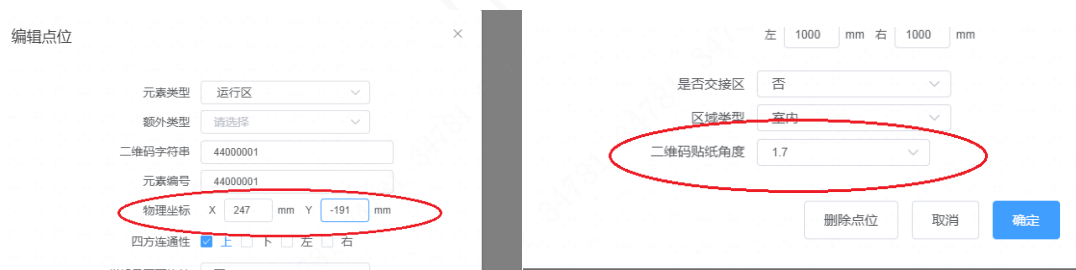 编辑点位
元素类型 运行区
额外类型 请选择
二维码字符串 44000001
元素编号 44000001
物理坐标 X 247 mm Y -191 mm
四方连通性 上 下 左 右
左 1000 mm 右 1000 mm
是否交接区 否
区域类型 室内
二维码贴纸角度 1.7
删除点位 取消 确定